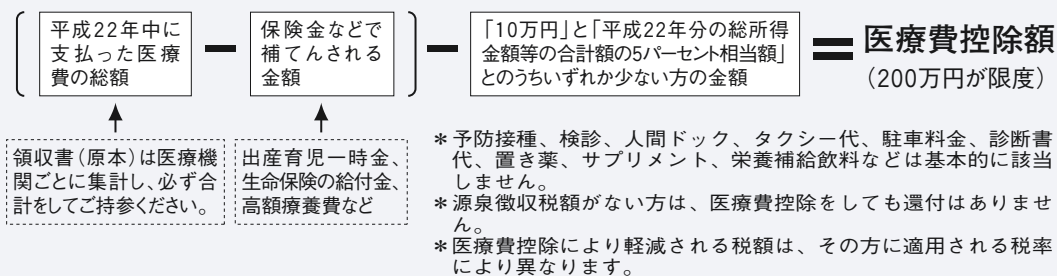 平成22年中に
支払った医療
費の総額
保険金などで
補てんされる
金額
「10万円」と「平成22年分の総所得
金額等の合計額の5パーセント相当額」
とのうちいずれか少ない方の金額
医療費控除額
（200万円が限度）
領収書（原本）は医療機
関ごとに集計し、必ず合
計をしてご持参ください。
出産育児一時金、
生命保険の給付金、
高額療養費など
＊予防接種、検診、人間ドック、タクシー代、駐車料金、診断書
代、置き薬、サプリメント、栄養補給飲料などは基本的に該当
しません。
＊源泉徴収税額がない方は、医療費控除をしても還付はありませ
ん。
＊医療費控除により軽減される税額は、その方に適用される税率
により異なります。